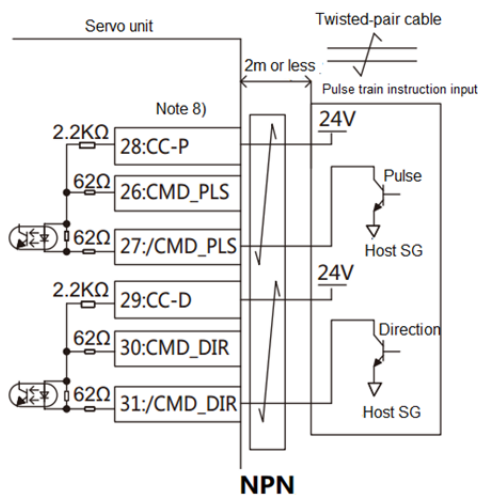 Servo unit
Twisted-pair cable
2m or less
Pulse train instruction input
Note 8)
24V
2.2KΩ
28:CC-P
62Ω
26:CMD_PLS
Pulse
62Ω
27:/CMD_PLS
Host SG
24V
2.2KΩ
29:CC-D
62Ω
30:CMD_DIR
Direction
62Ω
31:/CMD_DIR
Host SG
NPN